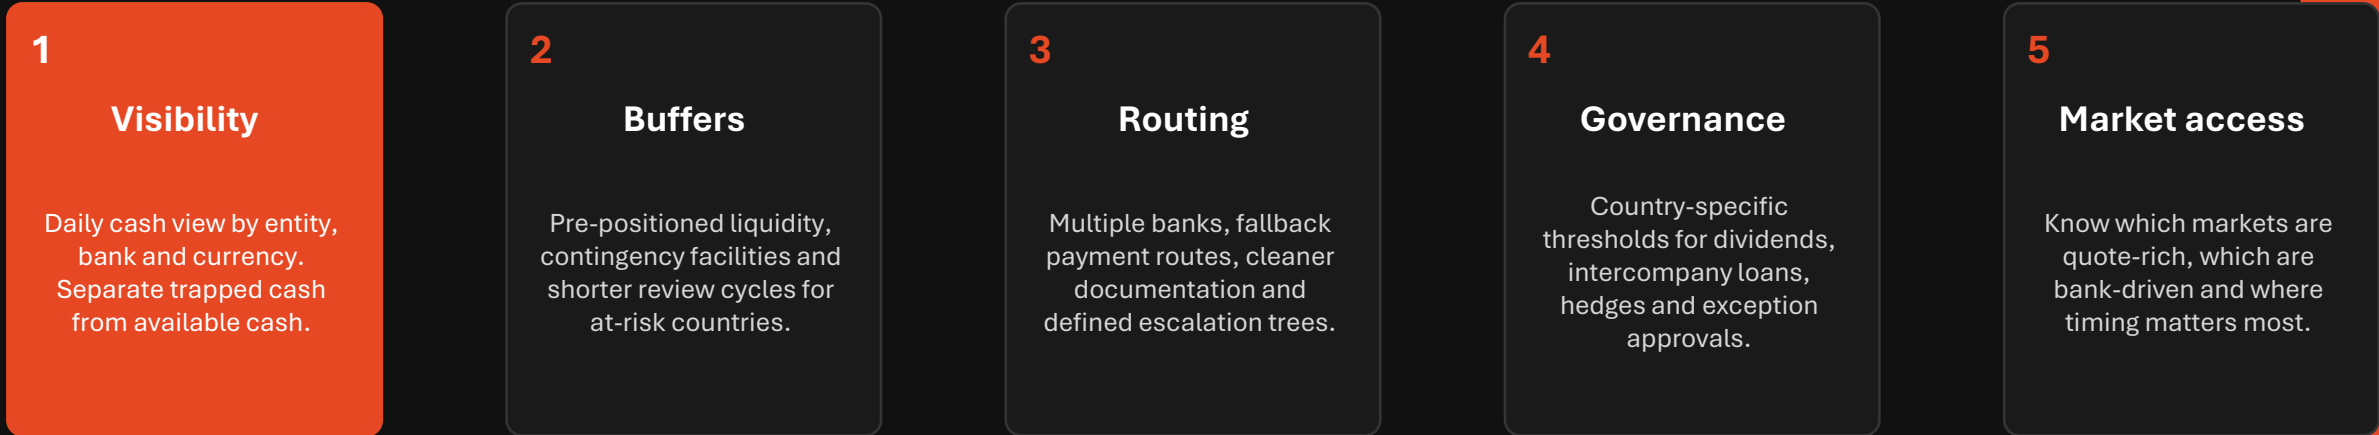 1
Visibility
Daily cash view by entity,
bank and currency.
Separate trapped cash
from available cash.
2
Buffers
Pre-positioned liquidity,
contingency facilities and
shorter review cycles for
at-risk countries.
3
Routing
Multiple banks, fallback
payment routes, cleaner
documentation and
defined escalation trees.
4
Governance
Country-specific
thresholds for dividends,
intercompany loans,
hedges and exception
approvals.
5
Market access
Know which markets are
quote-rich, which are
bank-driven and where
timing matters most.